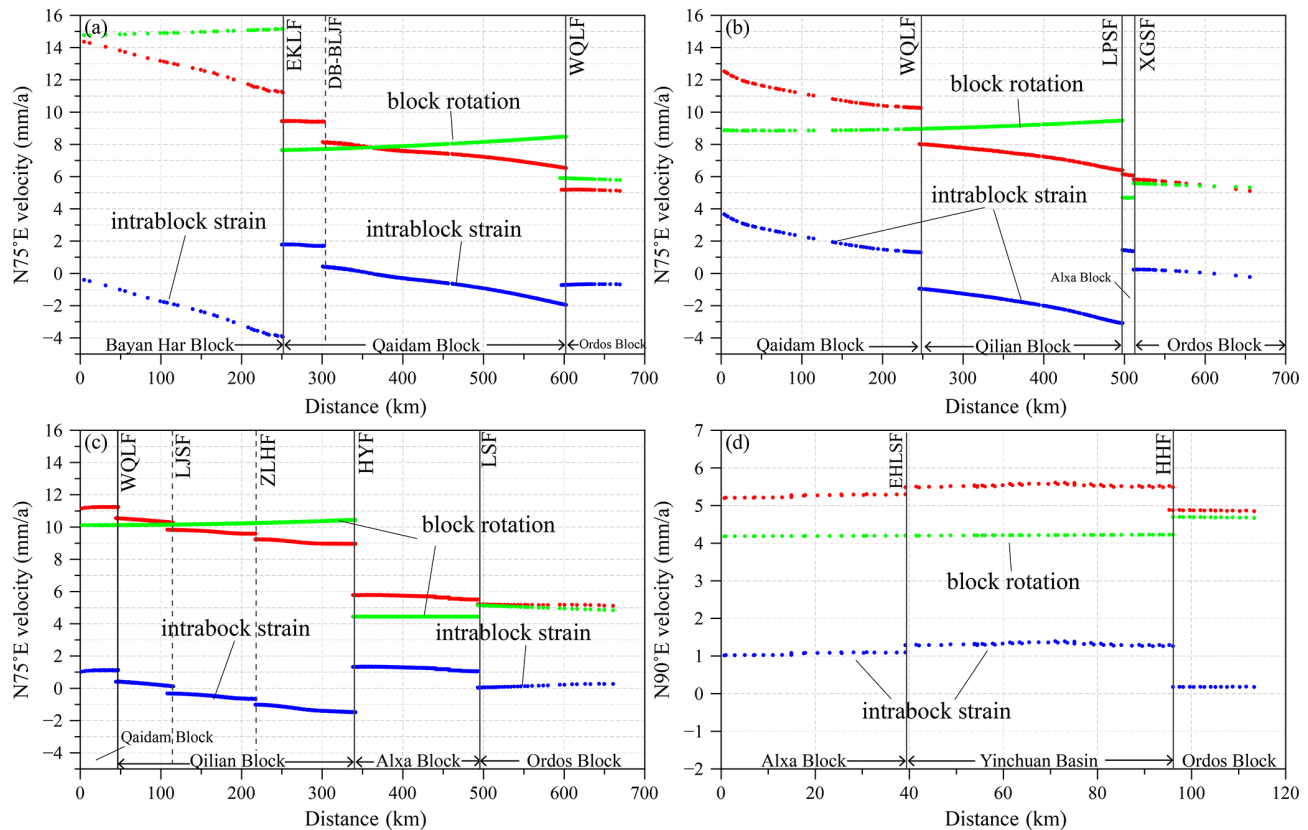 (a)
EKLF
DB-BLJF
WQLF
block rotation
intrablock strain
intrablock strain
Bayan Har Block
Qaidam Block
Ordos Block
N75°E velocity (mm/a)
16
14
12
10
8
6
4
2
0
−2
−4
0
100
200
300
400
500
600
700
Distance (km)
(b)
WQLF
LPSF
XGSF
block rotation
intrablock strain
Alxa Block
Qaidam Block
Qilian Block
Ordos Block
N75°E velocity (mm/a)
16
14
12
10
8
6
4
2
0
−2
−4
0
100
200
300
400
500
600
700
Distance (km)
(c)
WQLF
LJSF
ZLHF
HYF
LSF
block rotation
intrabock strain
intrablock strain
Qaidam Block
Qilian Block
Alxa Block
Ordos Block
N75°E velocity (mm/a)
16
14
12
10
8
6
4
2
0
−2
−4
0
100
200
300
400
500
600
700
Distance (km)
(d)
EHLSF
HHF
block rotation
intrabock strain
Alxa Block
Yinchuan Basin
Ordos Block
N90°E velocity (mm/a)
7
6
5
4
3
2
1
0
−1
−2
0
20
40
60
80
100
120
Distance (km)